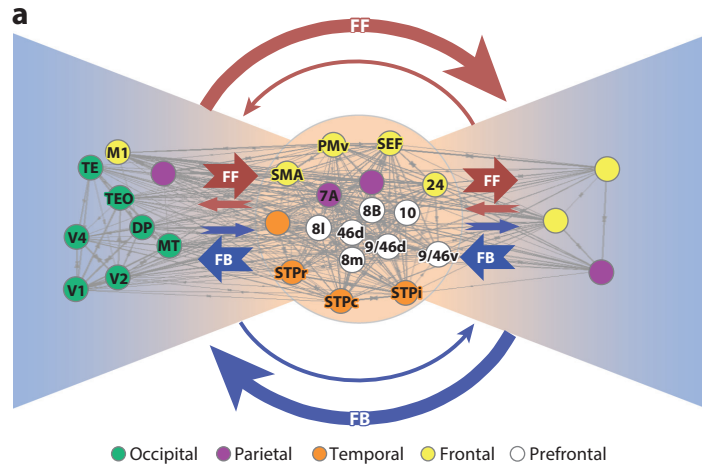 a
FF
M1
PMv
SEF
TE
FF
SMA
FF
TEO
7A
24
8B
10
V4
DP
MT
8l
46d
9/46d
9/46v
FB
FB
8m
V1
V2
STPr
STPc
STPi
FB
Occipital Parietal Temporal Frontal Prefrontal